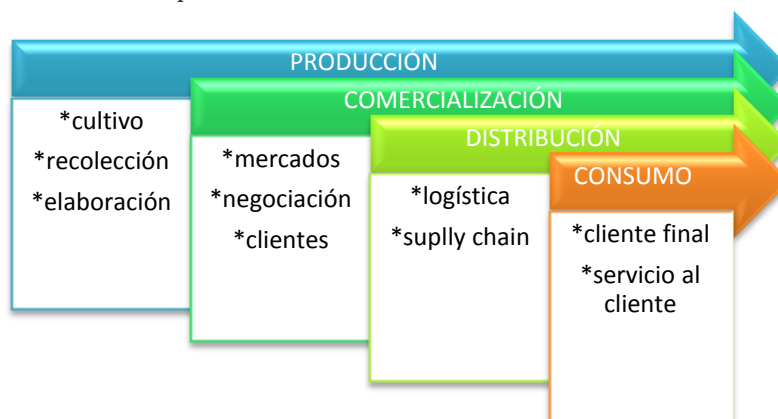 PRODUCCIÓN
*cultivo
*recolección
*elaboración
COMERCIALIZACIÓN
*mercados
*negociación
*clientes
DISTRIBUCIÓN
*logística
*suplly chain
CONSUMO
*cliente final
*servicio al
cliente